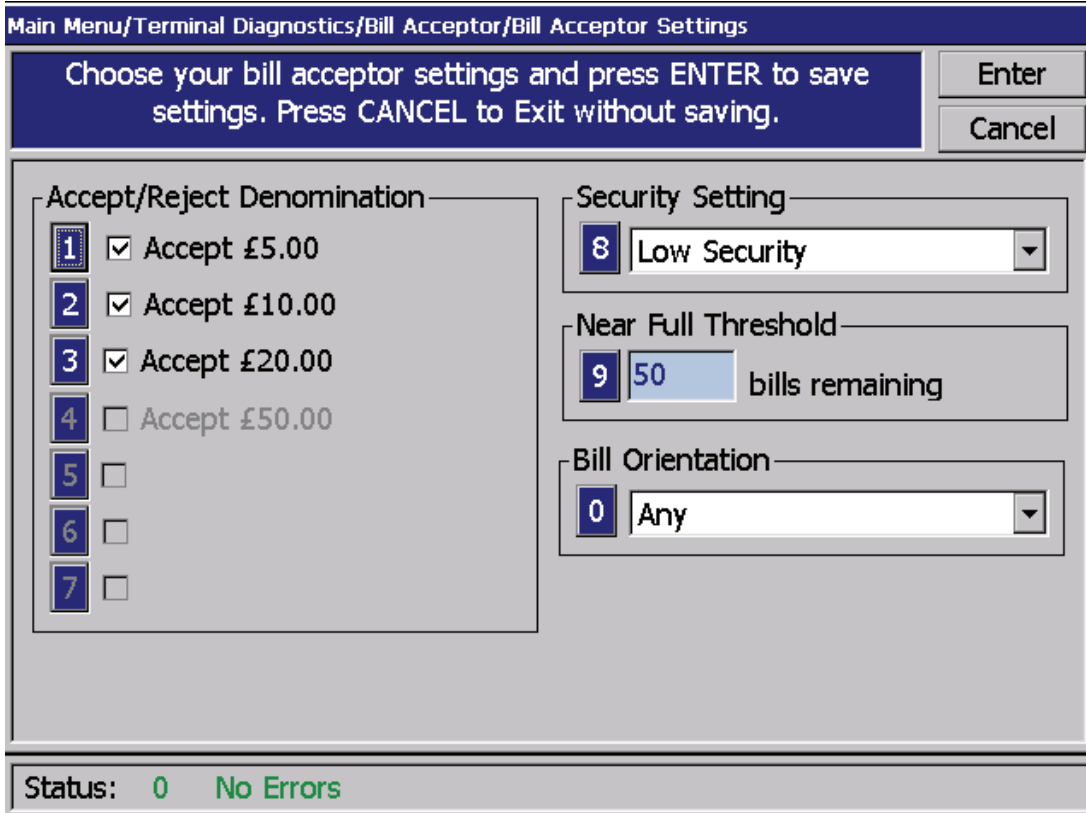 Main Menu/Terminal Diagnostics/Bill Acceptor/Bill Acceptor Settings
Choose your bill acceptor settings and press ENTER to save
settings. Press CANCEL to Exit without saving.
Enter
Cancel
Accept/Reject Denomination
1 Accept £5.00
2 Accept £10.00
3 Accept £20.00
4 Accept £50.00
5
6
7
Security Setting
8 Low Security
Near Full Threshold
9 50 bills remaining
Bill Orientation
0 Any
Status: 0 No Errors